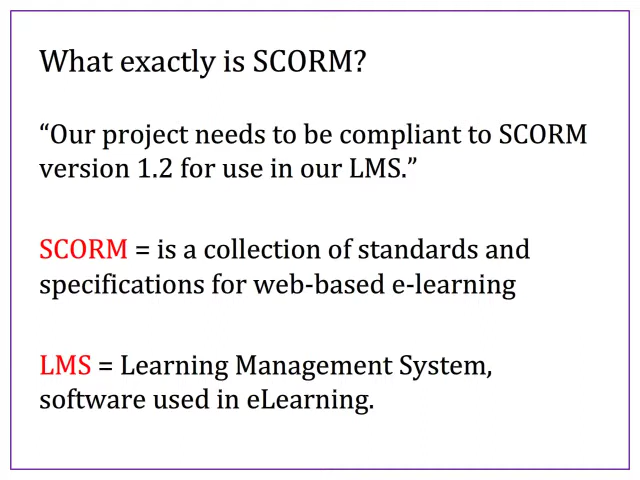 What exactly is SCORM?
“Our project needs to be compliant to SCORM
version 1.2 for use in our LMS.”
SCORM = is a collection of standards and
specifications for web-based e-learning
LMS = Learning Management System,
software used in eLearning.